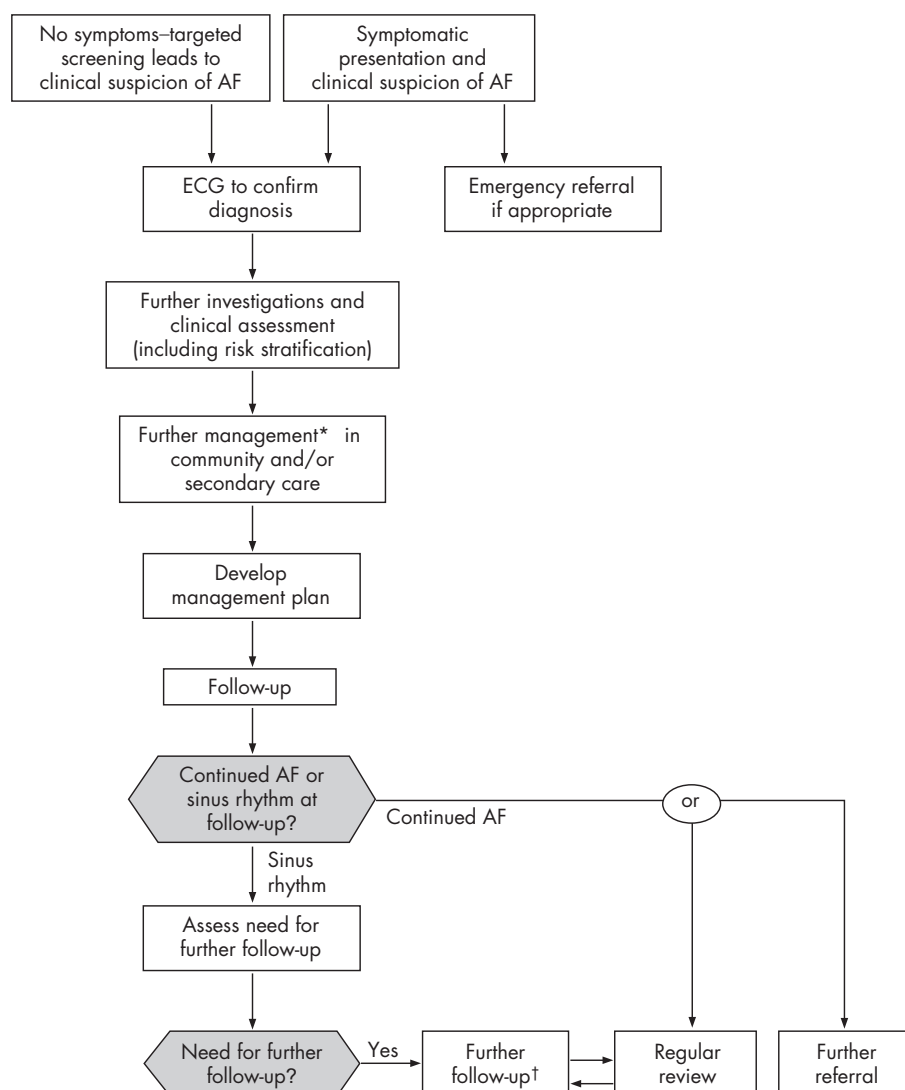 No symptoms–targeted
screening leads to
clinical suspicion of AF
Symptomatic
presentation and
clinical suspicion of AF
ECG to confirm
diagnosis
Emergency referral
if appropriate
Further investigations and
clinical assessment
(including risk stratification)
Further management* in
community and/or
secondary care
Develop
management plan
Follow-up
Continued AF or
sinus rhythm at
follow-up?
Continued AF
or
Sinus
rhythm
Assess need for
further follow-up
Need for further
follow-up?
Yes
Further
follow-up†
Regular
review
Further
referral